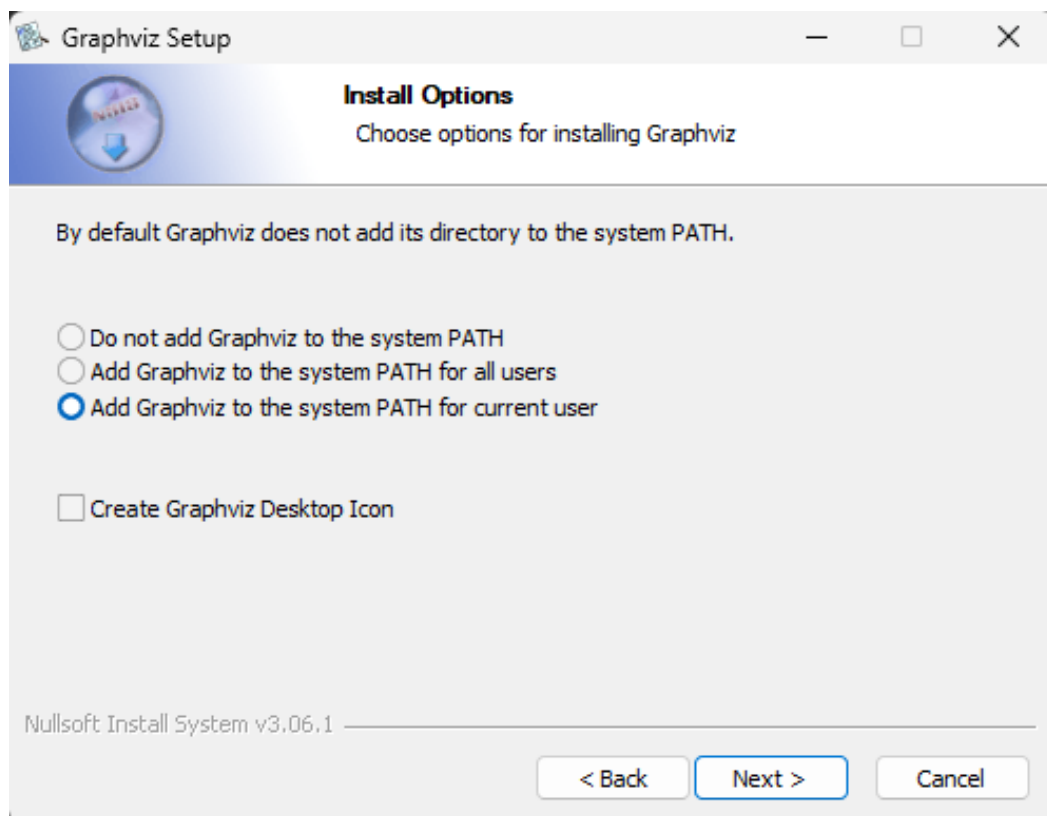 Graphviz Setup
Install Options
Choose options for installing Graphviz
By default Graphviz does not add its directory to the system PATH.
Do not add Graphviz to the system PATH
Add Graphviz to the system PATH for all users
Add Graphviz to the system PATH for current user
Create Graphviz Desktop Icon
Nullsoft Install System v3.06.1
< Back
Next >
Cancel